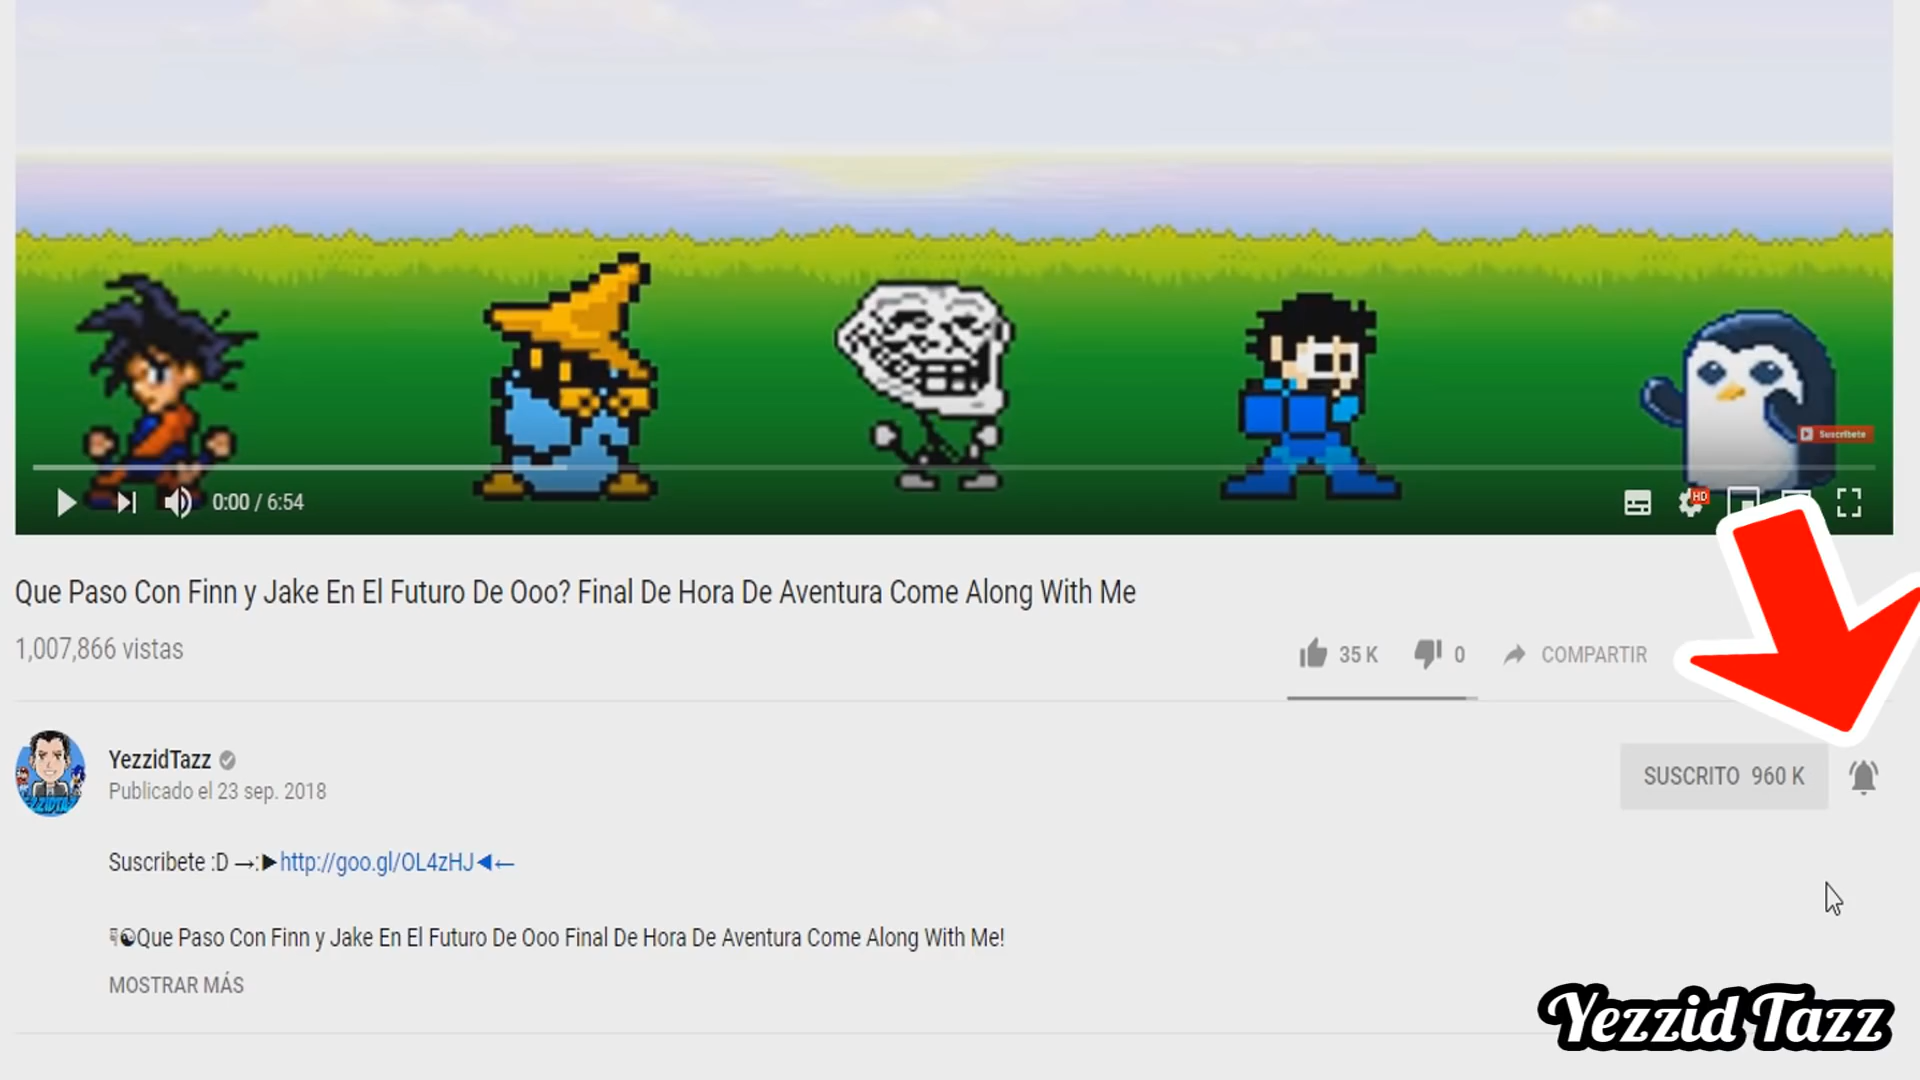 Suscribete
0:00 / 6:54
HD
Que Paso Con Finn y Jake En El Futuro De Ooo? Final De Hora De Aventura Come Along With Me
1,007,866 vistas
35 K 0 COMPARTIR
YezzidTazz
Publicado el 23 sep. 2018
SUSCRITO 960 K
Suscribete :D →:►http://goo.gl/OL4zHJ◄←
☟☯Que Paso Con Finn y Jake En El Futuro De Ooo Final De Hora De Aventura Come Along With Me!
MOSTRAR MÁS
Yezzid Tazz